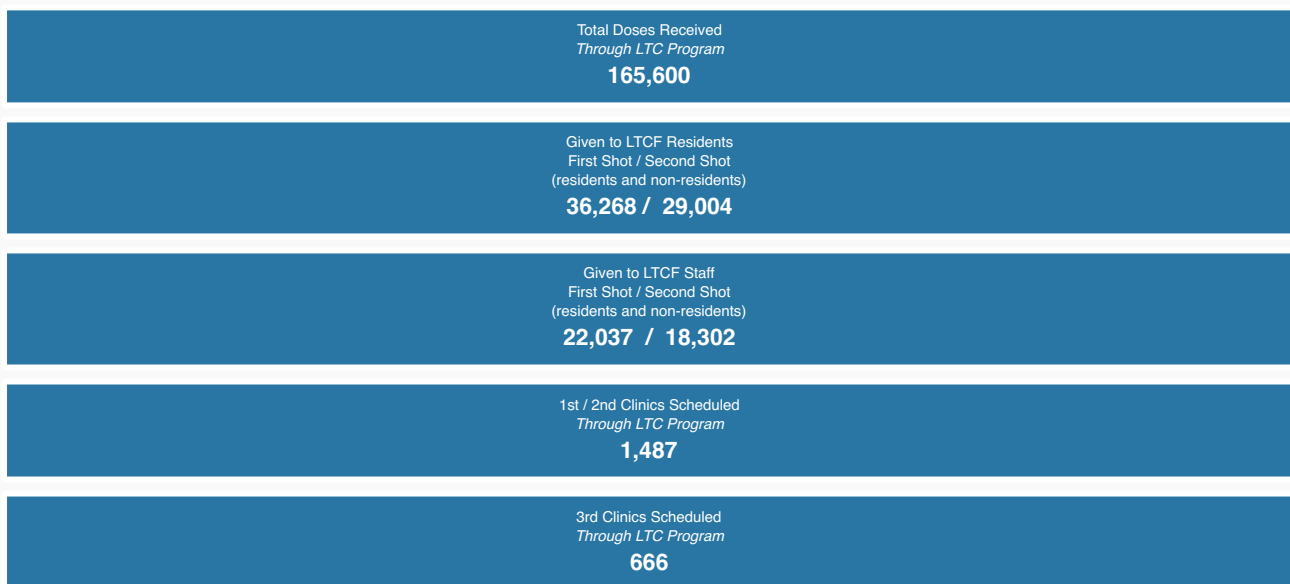 Total Doses Received
Through LTC Program
165,600
Given to LTCF Residents
First Shot / Second Shot
(residents and non-residents)
36,268 / 29,004
Given to LTCF Staff
First Shot / Second Shot
(residents and non-residents)
22,037 / 18,302
1st / 2nd Clinics Scheduled
Through LTC Program
1,487
3rd Clinics Scheduled
Through LTC Program
666